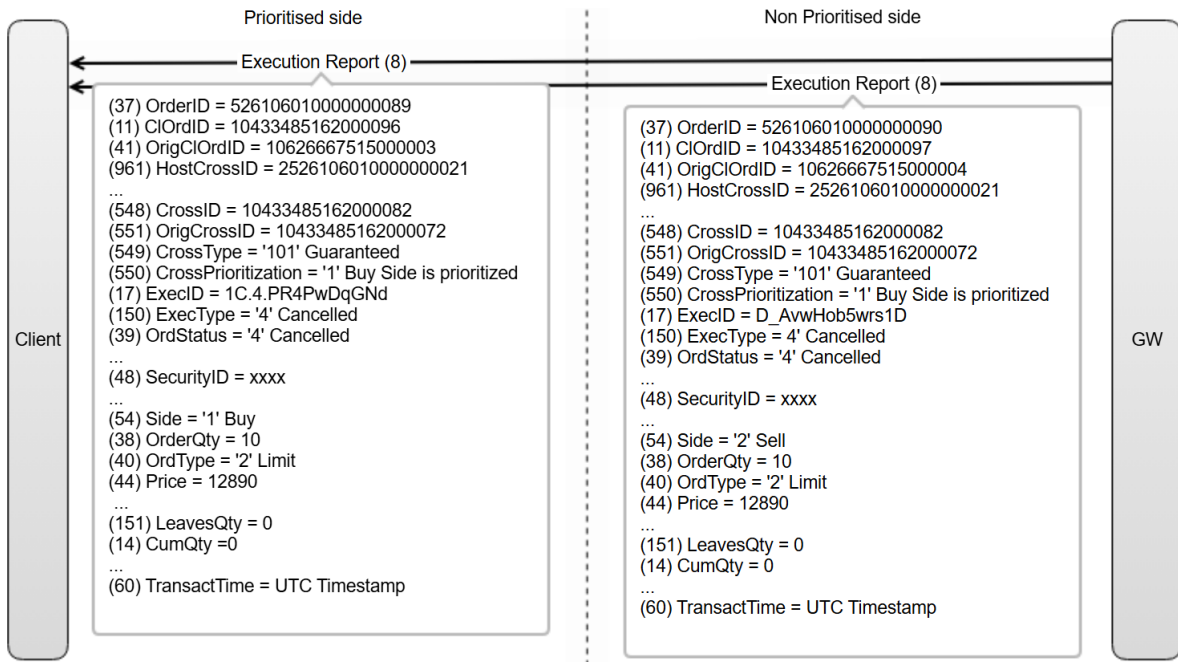 Prioritised side
Non Prioritised side
Client
GW
Execution Report (8)
Execution Report (8)
(37) OrderID = 526106010000000089
(11) ClOrdID = 10433485162000096
(41) OrigClOrdID = 10626667515000003
(961) HostCrossID = 2526106010000000021
...
(548) CrossID = 10433485162000082
(551) OrigCrossID = 10433485162000072
(549) CrossType = '101' Guaranteed
(550) CrossPrioritization = '1' Buy Side is prioritized
(17) ExecID = 1C.4.PR4PwDqGNd
(150) ExecType = '4' Cancelled
(39) OrdStatus = '4' Cancelled
...
(48) SecurityID = xxxx
...
(54) Side = '1' Buy
(38) OrderQty = 10
(40) OrdType = '2' Limit
(44) Price = 12890
...
(151) LeavesQty = 0
(14) CumQty =0
...
(60) TransactTime = UTC Timestamp
(37) OrderID = 526106010000000090
(11) ClOrdID = 10433485162000097
(41) OrigClOrdID = 10626667515000004
(961) HostCrossID = 2526106010000000021
...
(548) CrossID = 10433485162000082
(551) OrigCrossID = 10433485162000072
(549) CrossType = '101' Guaranteed
(550) CrossPrioritization = '1' Buy Side is prioritized
(17) ExecID = D_AvwHob5wrs1D
(150) ExecType = 4' Cancelled
(39) OrdStatus = '4' Cancelled
...
(48) SecurityID = xxxx
...
(54) Side = '2' Sell
(38) OrderQty = 10
(40) OrdType = '2' Limit
(44) Price = 12890
...
(151) LeavesQty = 0
(14) CumQty = 0
...
(60) TransactTime = UTC Timestamp